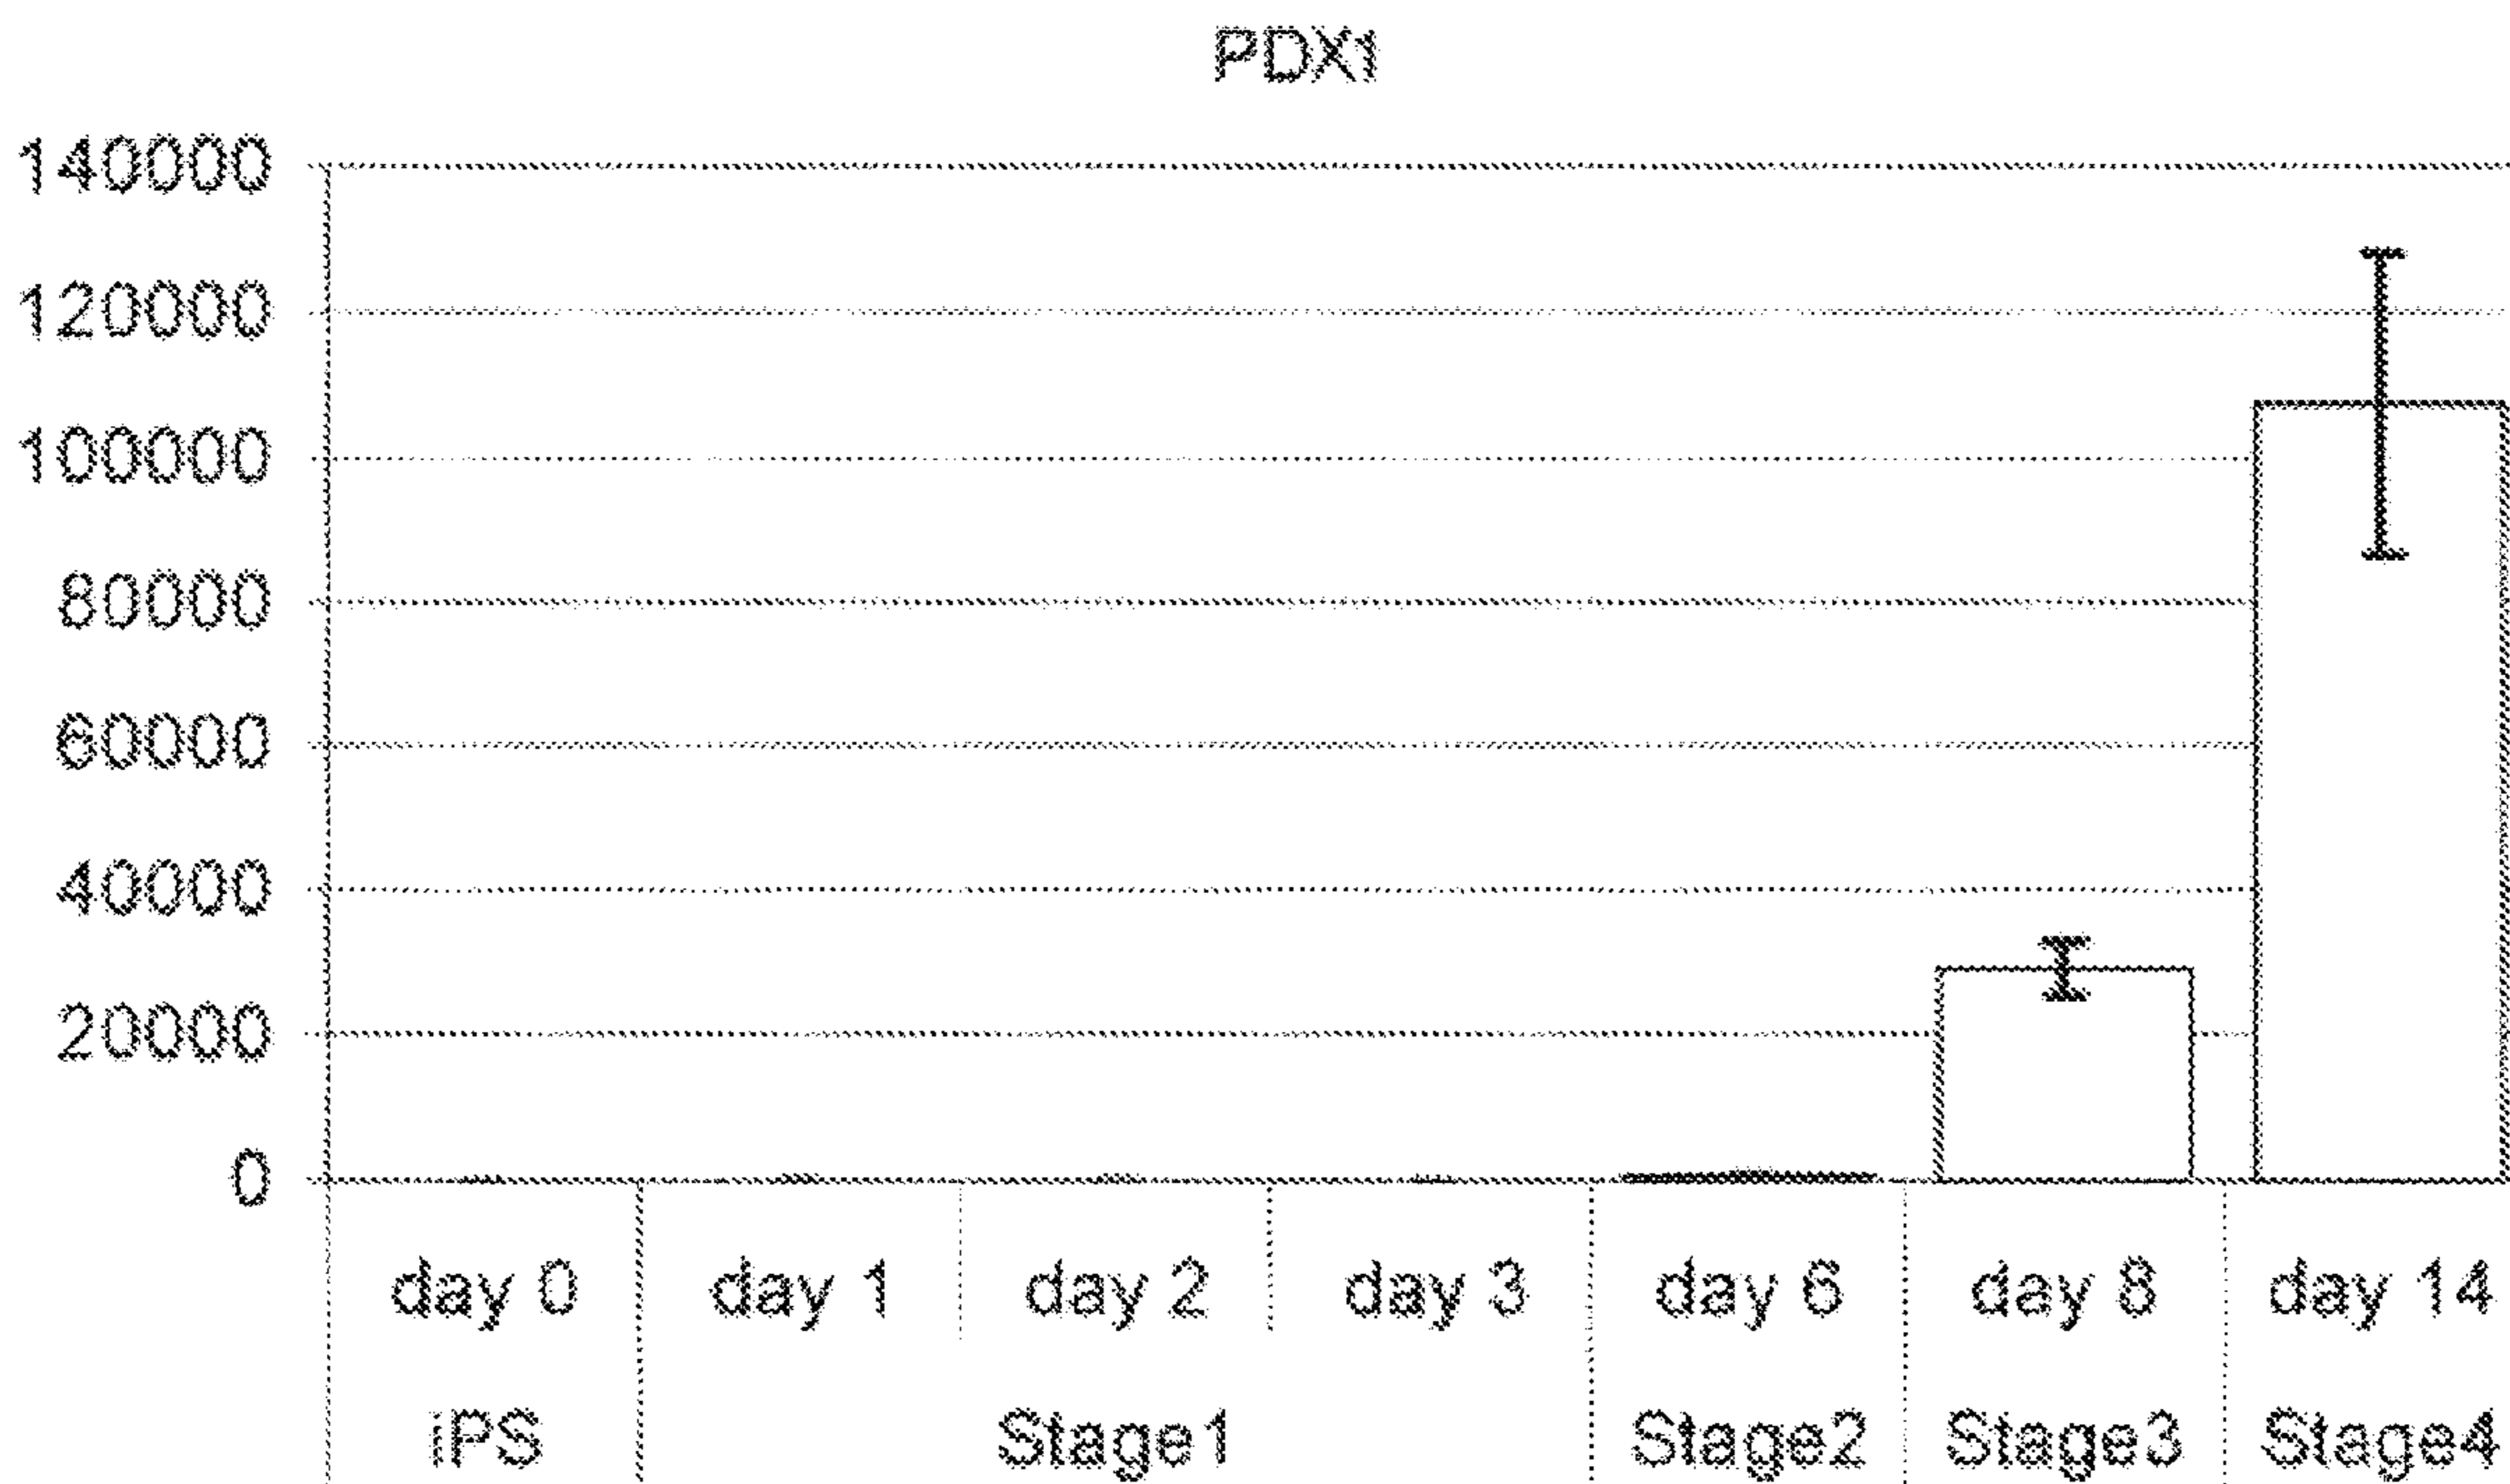 PDX1
140000
120000
100000
80000
60000
40000
20000
0
day 0 day 1 day 2 day 3 day 6 day 8 day 14
iPS Stage1 Stage2 Stage3 Stage4